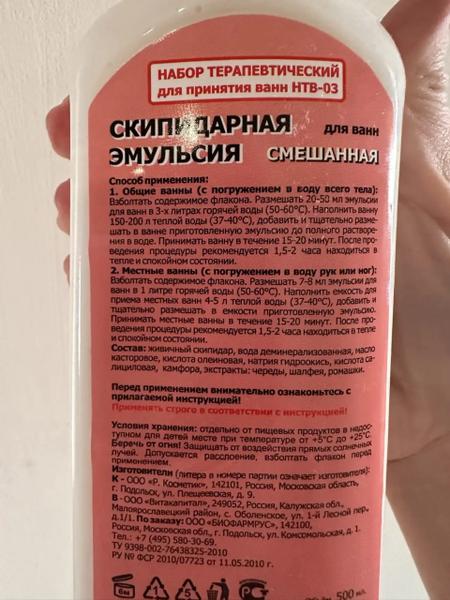 НАБОР ТЕРАПЕВТИЧЕСКИЙ
для принятия ванн НТВ-03
СКИПИДАРНАЯ для ванн
ЭМУЛЬСИЯ СМЕШАННАЯ
Способ применения:
1. Общие ванны (с погружением в воду всего тела):
Взболтать содержимое флакона. Размешать 20-50 мл эмульсии
для ванн в 3-х литрах горячей воды (50-60°С). Наполнить ванну
150-200 л теплой воды (37-40°С), добавить и тщательно разме-
шать в ванне приготовленную эмульсию до полного растворе-
ния в воде. Принимать ванну в течение 15-20 минут. После про-
ведения процедуры рекомендуется 1,5-2 часа находиться в
тепле и спокойном состоянии.
2. Местные ванны (с погружением в воду рук или ног):
Взболтать содержимое флакона. Размешать 7-8 мл эмульсии для
ванн в 1 литре горячей воды (50-60°С). Наполнить емкость для
приема местных ванн 4-5 л теплой воды (37-40°С), добавить и
тщательно размешать в емкости приготовленную эмульсию.
Принимать местные ванны в течение 15-20 минут. После про-
ведения процедуры рекомендуется 1,5-2 часа находиться в тепле
и спокойном состоянии.
Состав: живичный скипидар, вода деминерализованная, масло
касторовое, кислота олеиновая, натрия гидроокись, кислота са-
лициловая, камфора, экстракты: череды, шалфея, ромашки.
Перед применением внимательно ознакомьтесь с
прилагаемой инструкцией!
Применять строго в соответствии с инструкцией!
Условия хранения: отдельно от пищевых продуктов в недос-
тупном для детей месте при температуре от +5°С до +25°С.
Беречь от огня! Защищать от воздействия прямых солнечных
лучей. Допускается расслоение, взболтать флакон перед
применением.
Изготовители (литера в номере партии означает изготовителя):
К - ООО «Р. Косметик», 142101, Россия, Московская область,
г. Подольск, ул. Плещеевская, д. 9.
В - ООО «Витакапитал», 249052, Россия, Калужская обл.,
Малоярославецкий район, с. Оболенское, ул. 1-й Лесной пер.,
д.1/1. По заказу: ООО «БИОФАРМРУС», 142100,
Россия, Московская обл., г. Подольск, ул. Комсомольская, д. 1.
Тел.: +7 (495) 580-30-69.
ТУ 9398-002-76438325-2010
РУ № ФСР 2010/07723 от 11.05.2010 г.
6м 1 5 РС
500 мл.